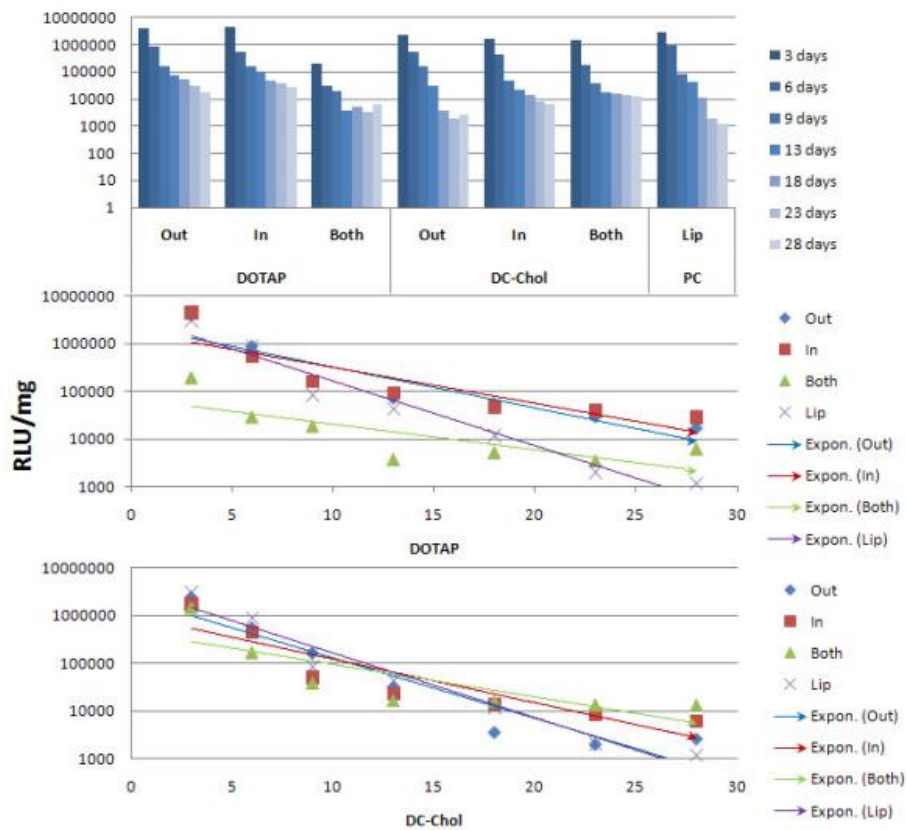 10000000
1000000
100000
10000
1000
100
10
1
Out In Both Out In Both Lip
DOTAP DC-Chol PC
3 days
6 days
9 days
13 days
18 days
23 days
28 days
RLU/mg
10000000
1000000
100000
10000
1000
0 5 10 15 20 25 30
DOTAP
Out
In
Both
Lip
Expon. (Out)
Expon. (In)
Expon. (Both)
Expon. (Lip)
10000000
1000000
100000
10000
1000
0 5 10 15 20 25 30
DC-Chol
Out
In
Both
Lip
Expon. (Out)
Expon. (In)
Expon. (Both)
Expon. (Lip)